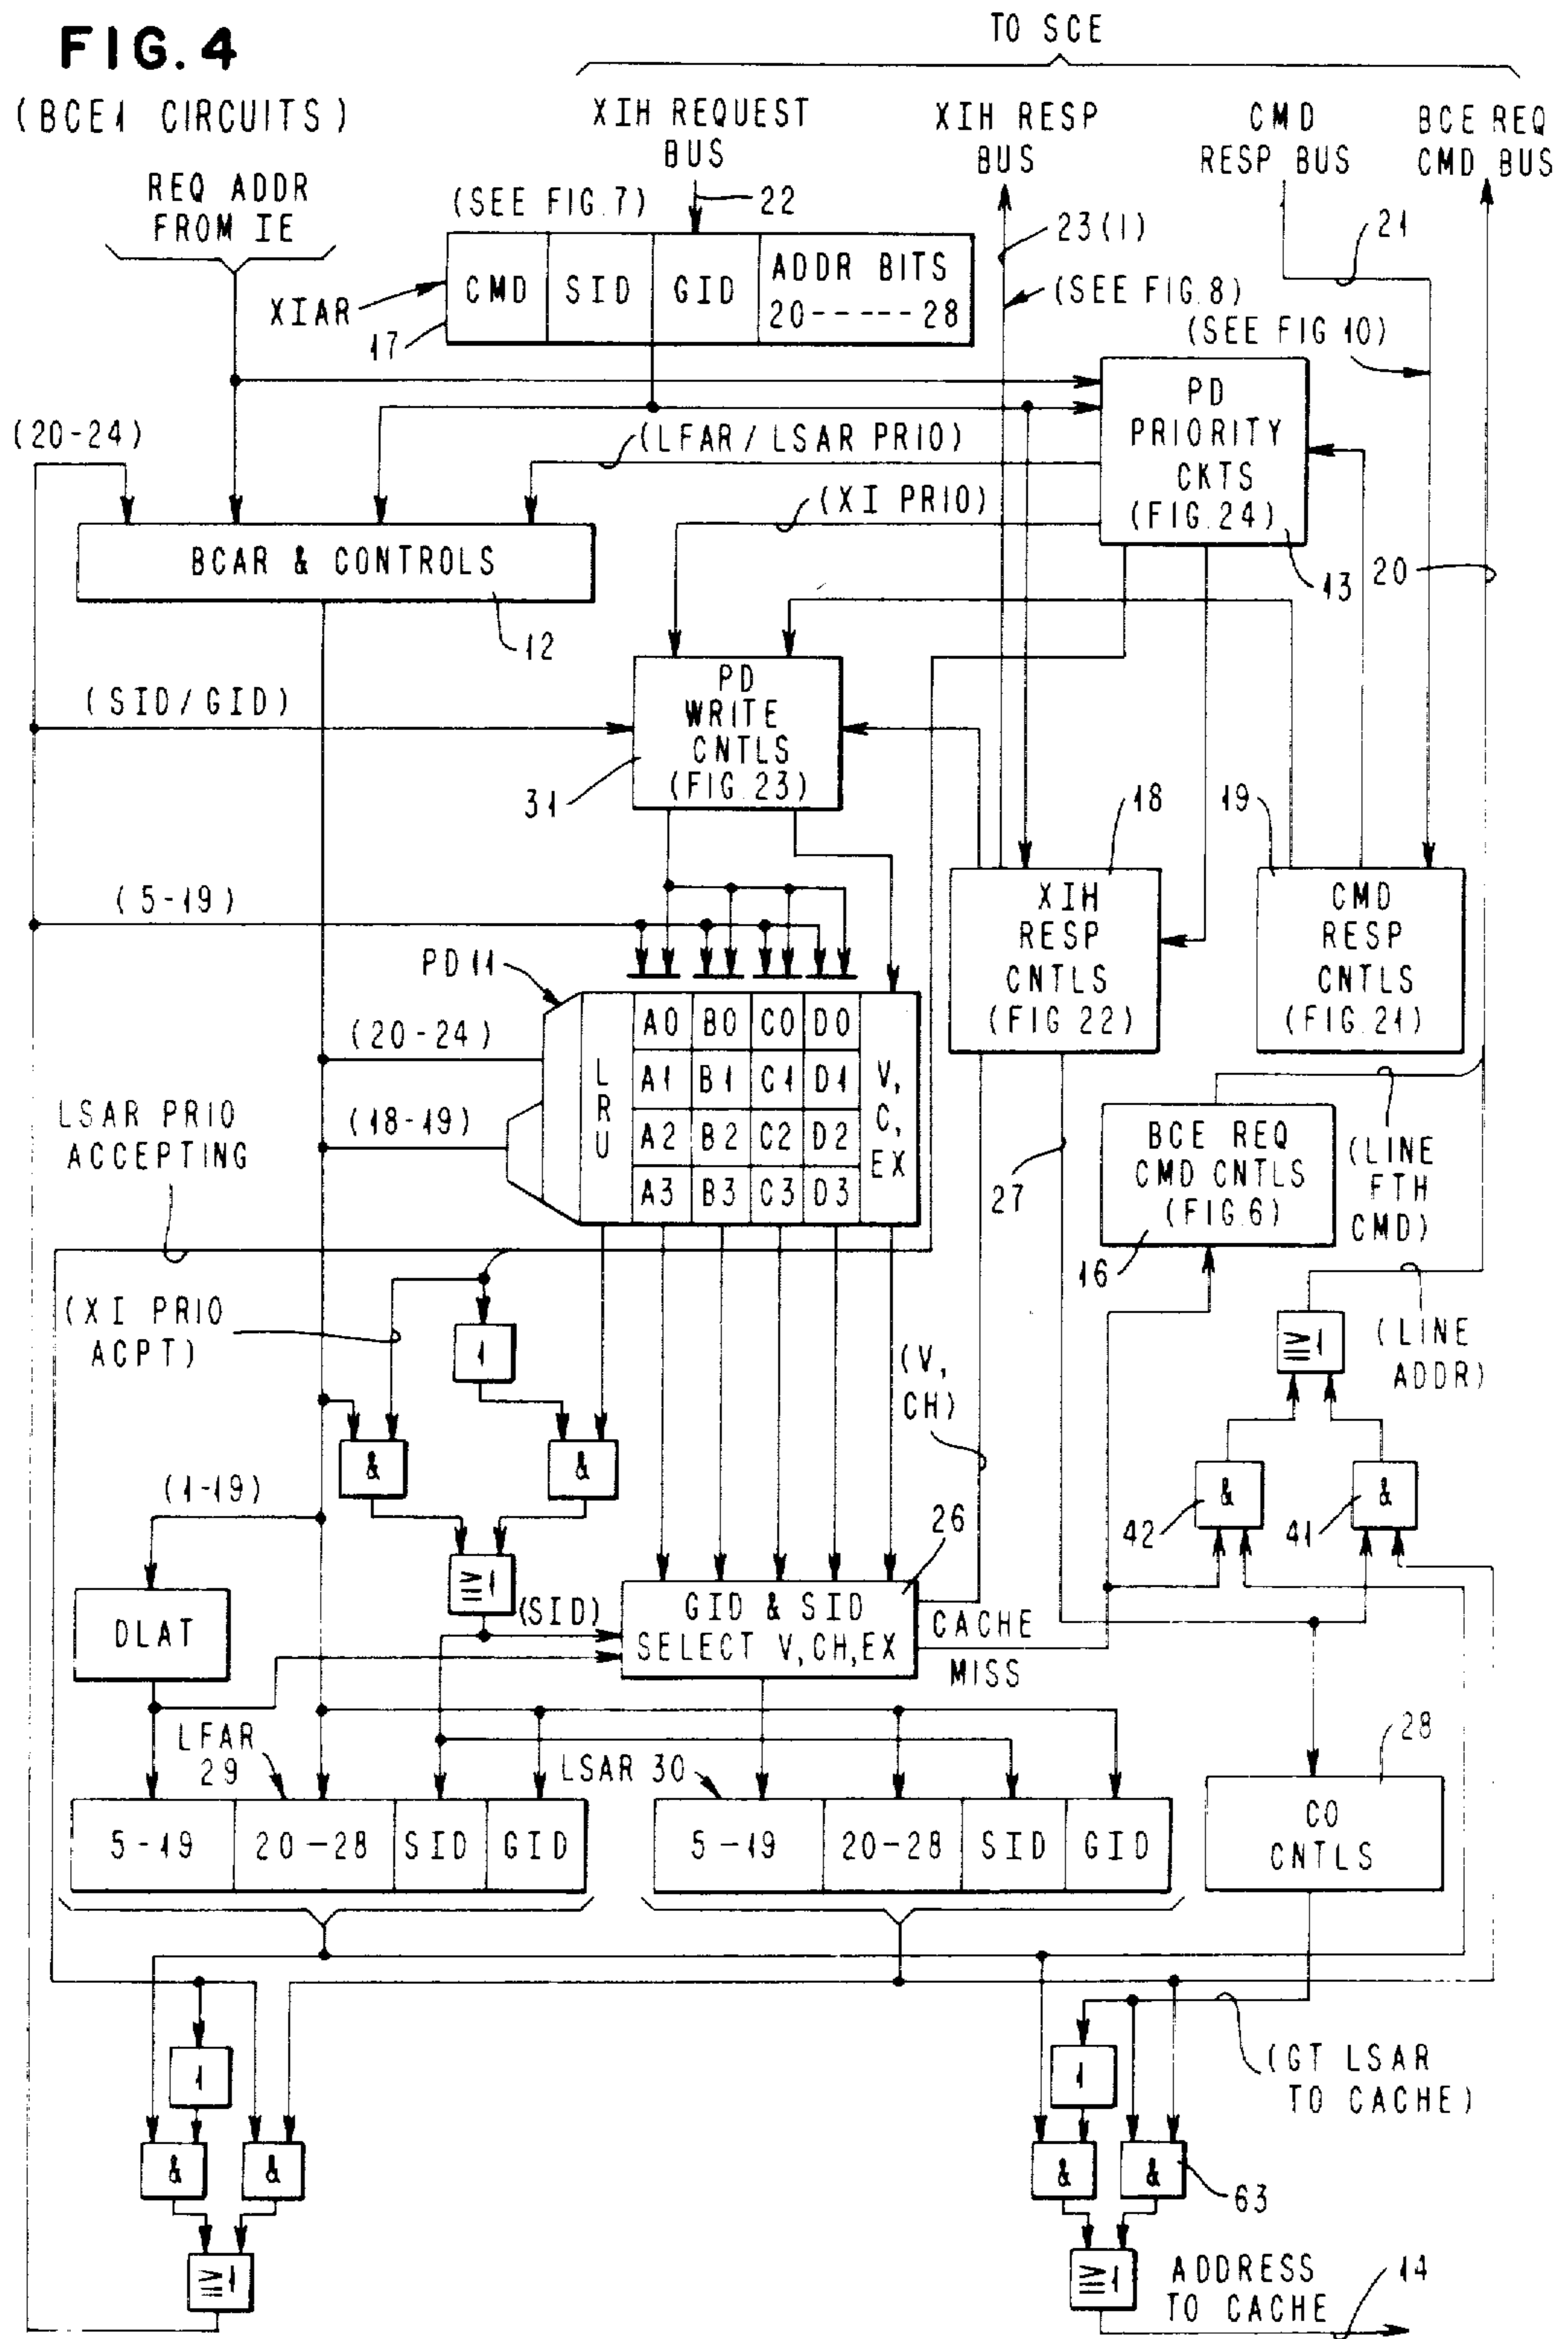 FIG. 4
(BCE1 CIRCUITS)
TO SCE
XIH REQUEST
BUS
XIH RESP
BUS
CMD
RESP BUS
BCE REQ
CMD BUS
REQ ADDR
FROM IE
(SEE FIG. 7)
22
23(1)
21
CMD
SID
GID
ADDR BITS
20-----28
XIAR
17
(SEE FIG. 8)
(SEE FIG 10)
(20-24)
(LFAR/LSAR PRIO)
(XI PRIO)
PD
PRIORITY
CKTS
(FIG. 24)
13
20
BCAR & CONTROLS
12
(SID/GID)
PD
WRITE
CNTLS
(FIG. 23)
31
18
19
(5-19)
XIH
RESP
CNTLS
(FIG 22)
CMD
RESP
CNTLS
(FIG. 21)
PD 11
(20-24)
(18-19)
LRU
A0 B0 C0 D0
A1 B1 C1 D1
A2 B2 C2 D2
A3 B3 C3 D3
V,
C,
EX
LSAR PRIO
ACCEPTING
27
BCE REQ
CMD CNTLS
(FIG. 6)
16
(LINE
FTH
CMD)
(XI PRIO
ACPT)
1
(V,
CH)
≧1
(LINE
ADDR)
&
&
&
&
42
41
(1-19)
26
≧1
DLAT
(SID)
GID & SID
SELECT V,CH,EX
CACHE
MISS
LFAR
29
LSAR 30
28
5-19
20-28
SID
GID
5-19
20-28
SID
GID
CO
CNTLS
1
1
(GT LSAR
TO CACHE)
&
&
&
&
63
≧1
≧1
ADDRESS
TO CACHE
14